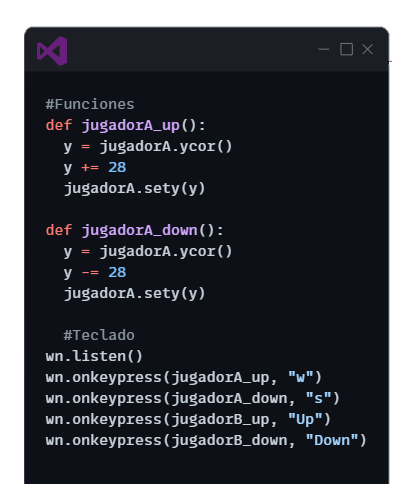 #Funciones
def jugadorA_up():
  y = jugadorA.ycor()
  y += 28
  jugadorA.sety(y)

def jugadorA_down():
  y = jugadorA.ycor()
  y -= 28
  jugadorA.sety(y)

  #Teclado
wn.listen()
wn.onkeypress(jugadorA_up, "w")
wn.onkeypress(jugadorA_down, "s")
wn.onkeypress(jugadorB_up, "Up")
wn.onkeypress(jugadorB_down, "Down")